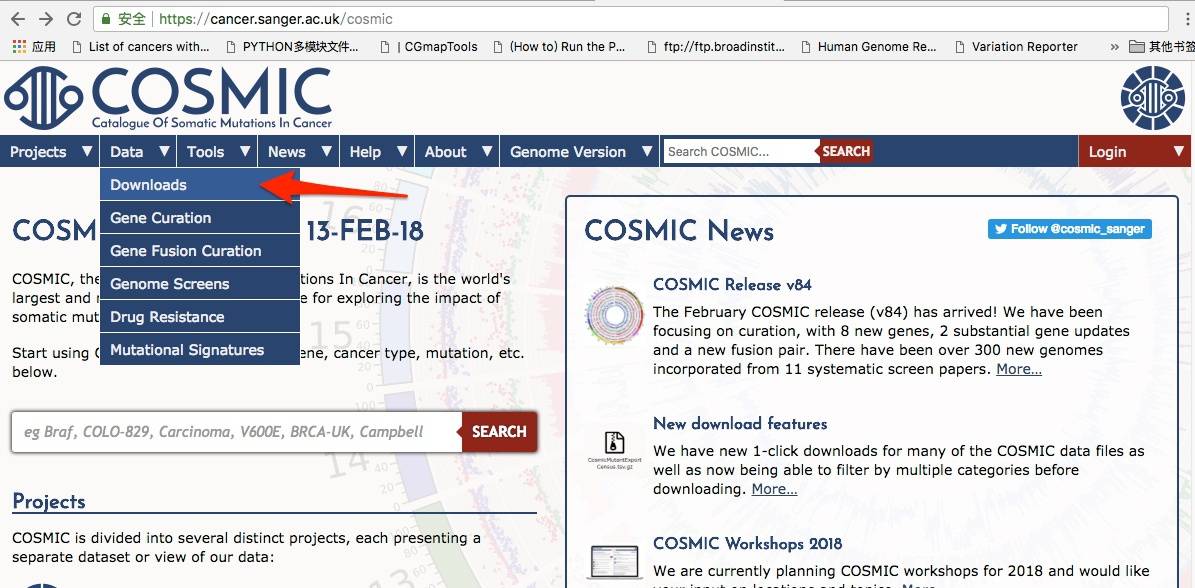 安全 https://cancer.sanger.ac.uk/cosmic
应用 List of cancers with... PYTHON多模块文件... | CGmapTools (How to) Run the P... ftp://ftp.broadinstit... Human Genome Re... Variation Reporter » 其他书签
COSMIC
Catalogue Of Somatic Mutations In Cancer
Projects ▼ Data ▼ Tools ▼ News ▼ Help ▼ About ▼ Genome Version ▼ Search COSMIC... SEARCH Login ▼
Downloads
Gene Curation
Gene Fusion Curation
Genome Screens
Drug Resistance
Mutational Signatures
COSM 13-FEB-18
COSMIC, the tions In Cancer, is the world's
largest and e for exploring the impact of
somatic mut
Start using ene, cancer type, mutation, etc.
below.
eg Braf, COLO-829, Carcinoma, V600E, BRCA-UK, Campbell SEARCH
Projects
COSMIC is divided into several distinct projects, each presenting a
separate dataset or view of our data:
16
15
14
13
COSMIC News
Follow @cosmic_sanger
COSMIC Release v84
The February COSMIC release (v84) has arrived! We have been
focusing on curation, with 8 new genes, 2 substantial gene updates
and a new fusion pair. There have been over 300 new genomes
incorporated from 11 systematic screen papers. More...
New download features
CosmicMutantExport
Census.tsv.gz
We have new 1-click downloads for many of the COSMIC data files as
well as now being able to filter by multiple categories before
downloading. More...
COSMIC Workshops 2018
We are currently planning COSMIC workshops for 2018 and would like
your input on locations and topics. More...